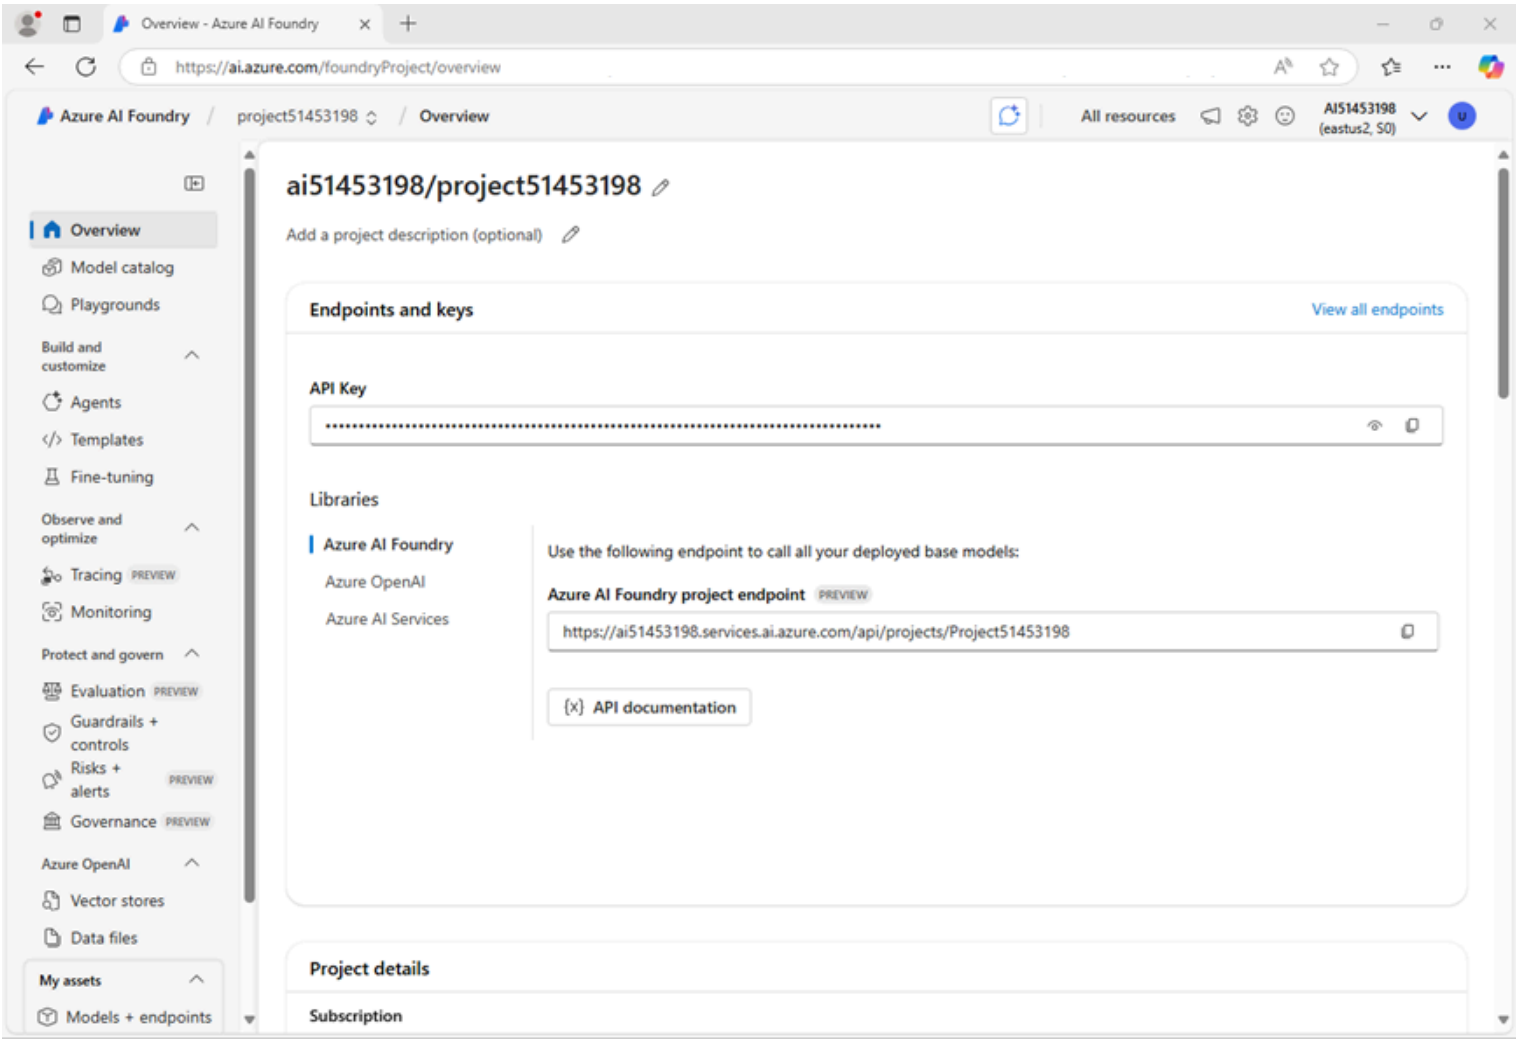 Overview - Azure AI Foundry
https://ai.azure.com/foundryProject/overview
Azure AI Foundry / project51453198 / Overview
All resources
AI51453198
(eastus2, S0)
U
Overview
Model catalog
Playgrounds
Build and
customize
Agents
Templates
Fine-tuning
Observe and
optimize
Tracing PREVIEW
Monitoring
Protect and govern
Evaluation PREVIEW
Guardrails +
controls
Risks +
alerts
PREVIEW
Governance PREVIEW
Azure OpenAI
Vector stores
Data files
My assets
Models + endpoints
ai51453198/project51453198
Add a project description (optional)
Endpoints and keys
View all endpoints
API Key
Libraries
Azure AI Foundry
Azure OpenAI
Azure AI Services
Use the following endpoint to call all your deployed base models:
Azure AI Foundry project endpoint PREVIEW
https://ai51453198.services.ai.azure.com/api/projects/Project51453198
{x} API documentation
Project details
Subscription